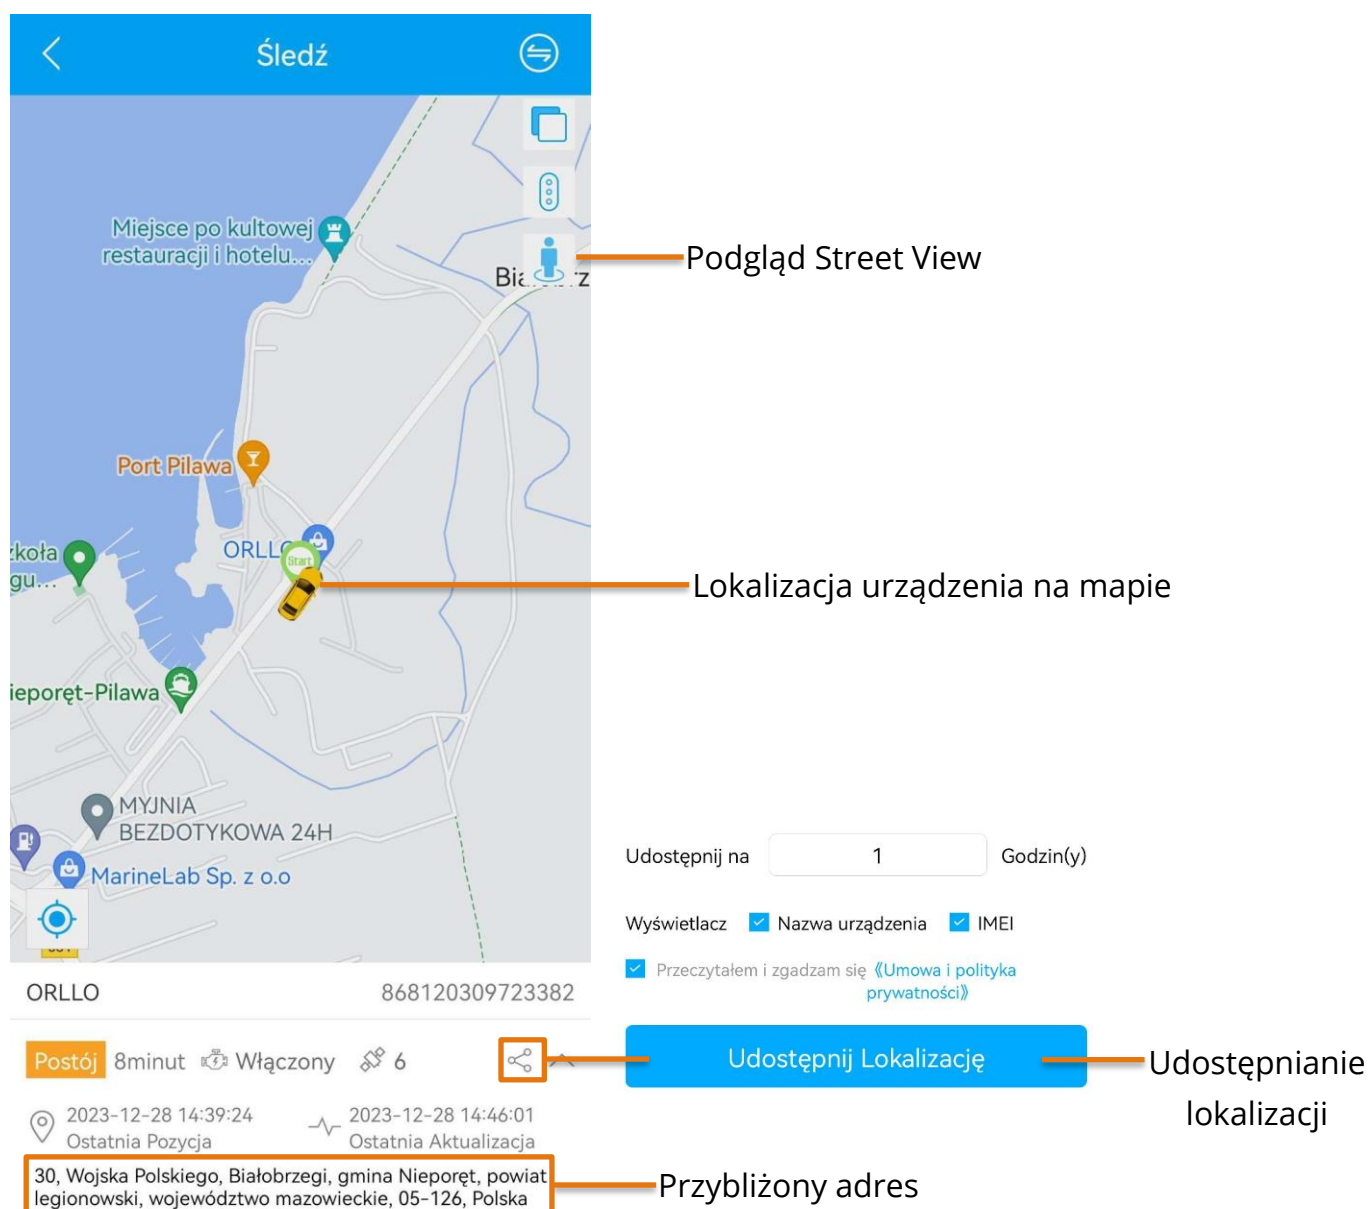 Śledź
Miejsce po kultowej
restauracji i hotelu...
Podgląd Street View
Port Pilawa
Start
Lokalizacja urządzenia na mapie
ieporęt-Pilawa
MYJNIA
BEZDOTYKOWA 24H
MarineLab Sp. z o.o
Udostępnij na 1 Godzin(y)
Wyświetlacz Nazwa urządzenia IMEI
Przeczytałem i zgadzam się 《Umowa i polityka
prywatności》
ORLLO 868120309723382
Postój 8minut Włączony 6
Udostępnij Lokalizację
Udostępnianie
lokalizacji
2023-12-28 14:39:24
Ostatnia Pozycja
2023-12-28 14:46:01
Ostatnia Aktualizacja
30, Wojska Polskiego, Białobrzegi, gmina Nieporęt, powiat
legionowski, województwo mazowieckie, 05-126, Polska
Przybliżony adres